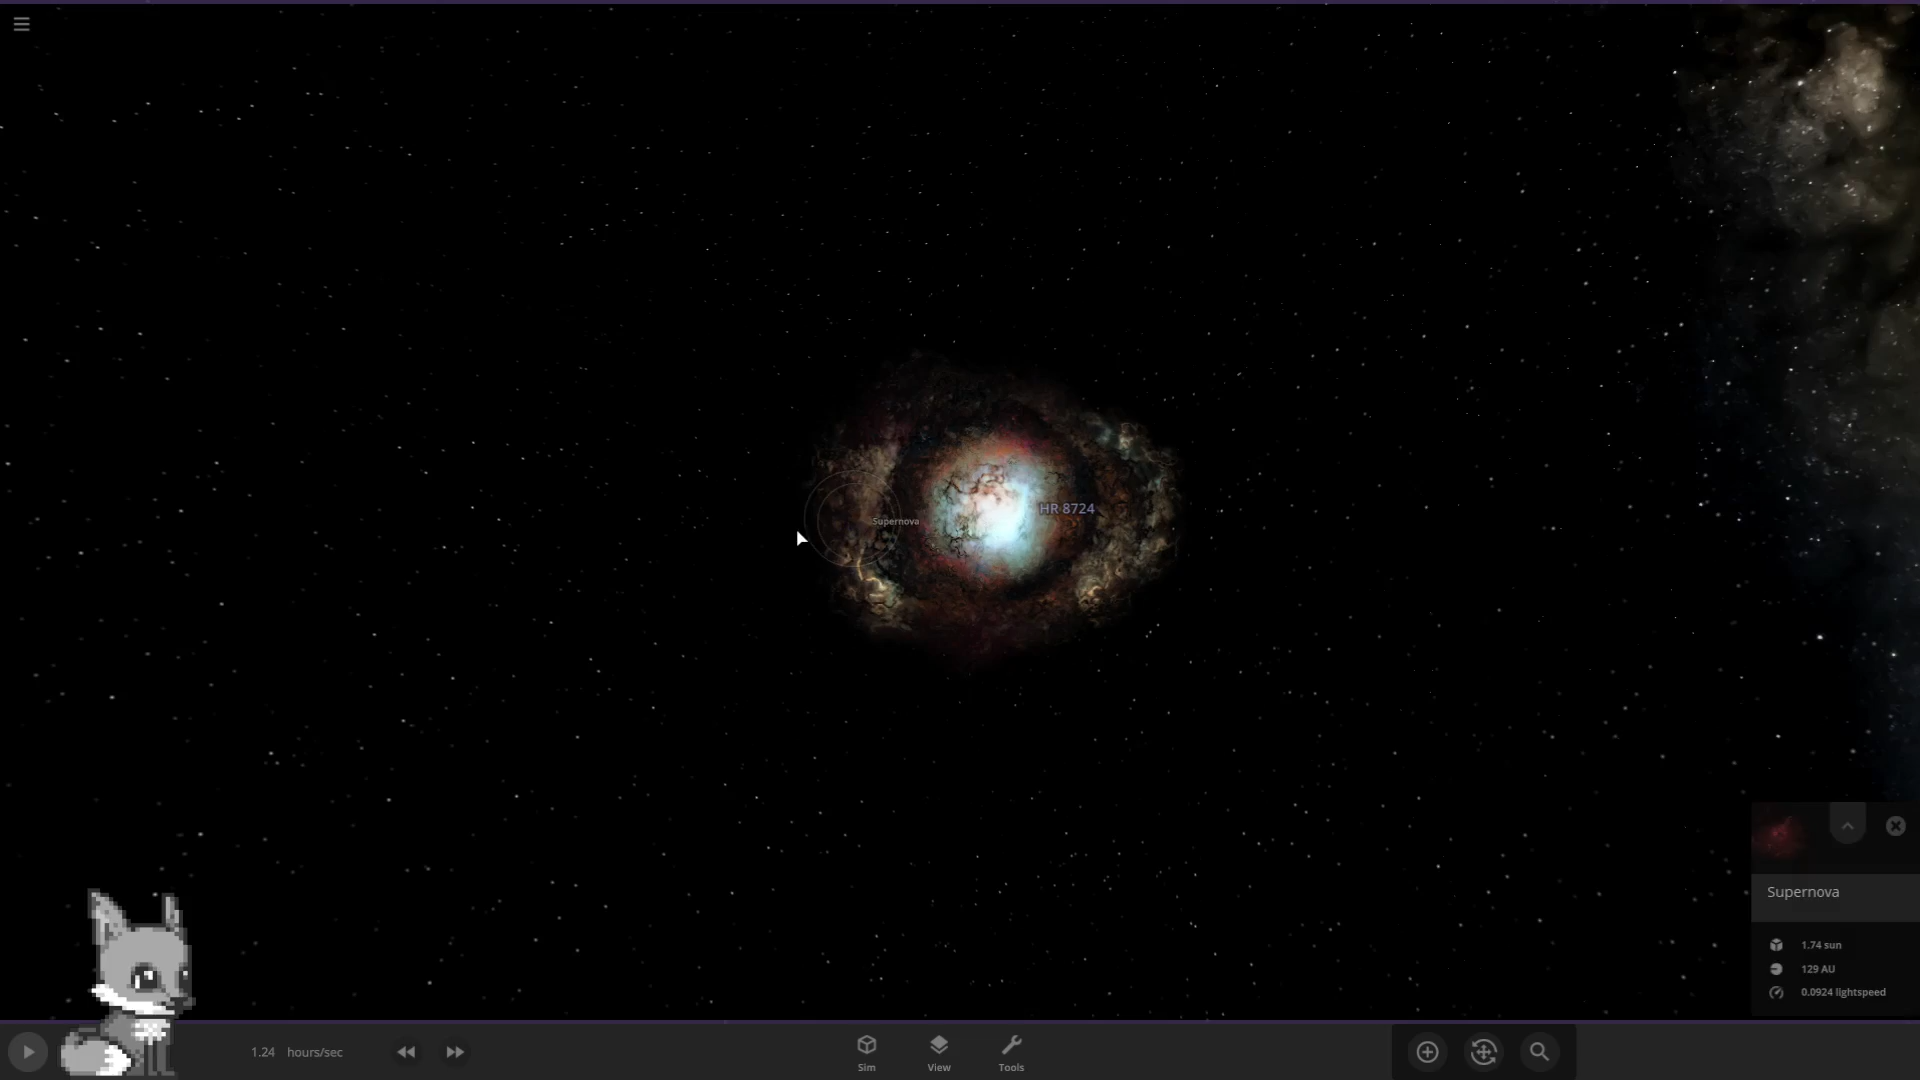 HR 8724
Supernova
Supernova
1.74 sun
129 AU
0.0924 lightspeed
1.24 hours/sec
Sim
View
Tools